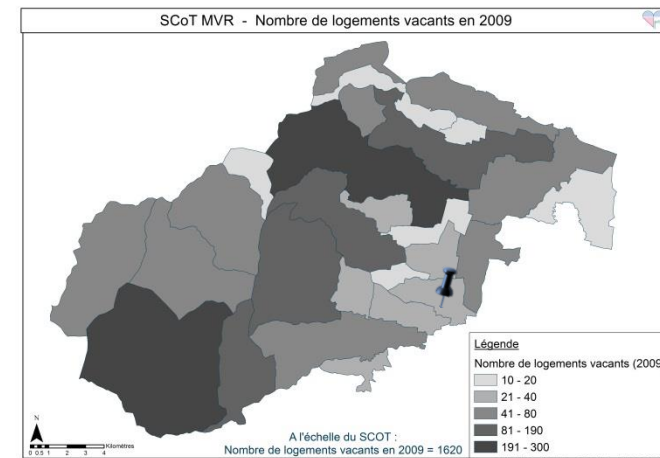 SCoT MVR - Nombre de logements vacants en 2009
Légende
Nombre de logements vacants (2009
10 - 20
21 - 40
41 - 80
81 - 190
191 - 300
N
0 0.5 1 2 3 4 Kilomètres
A l'échelle du SCOT :
Nombre de logements vacants en 2009 = 1620